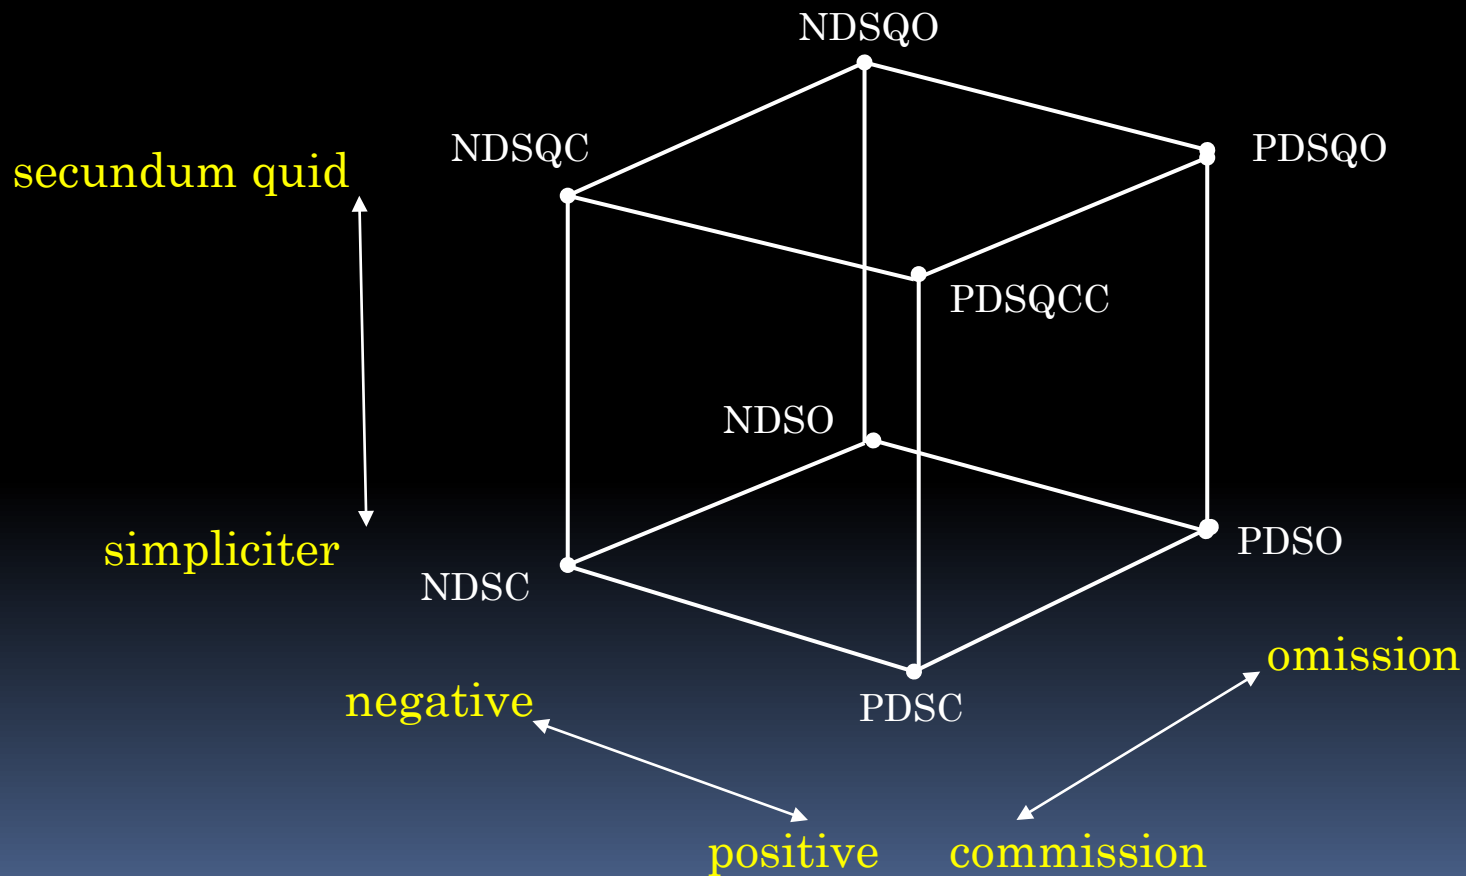 NDSQO
NDSQC
PDSQO
secundum quid
PDSQCC
NDSO
simpliciter
PDSO
NDSC
omission
negative
PDSC
positive
commission